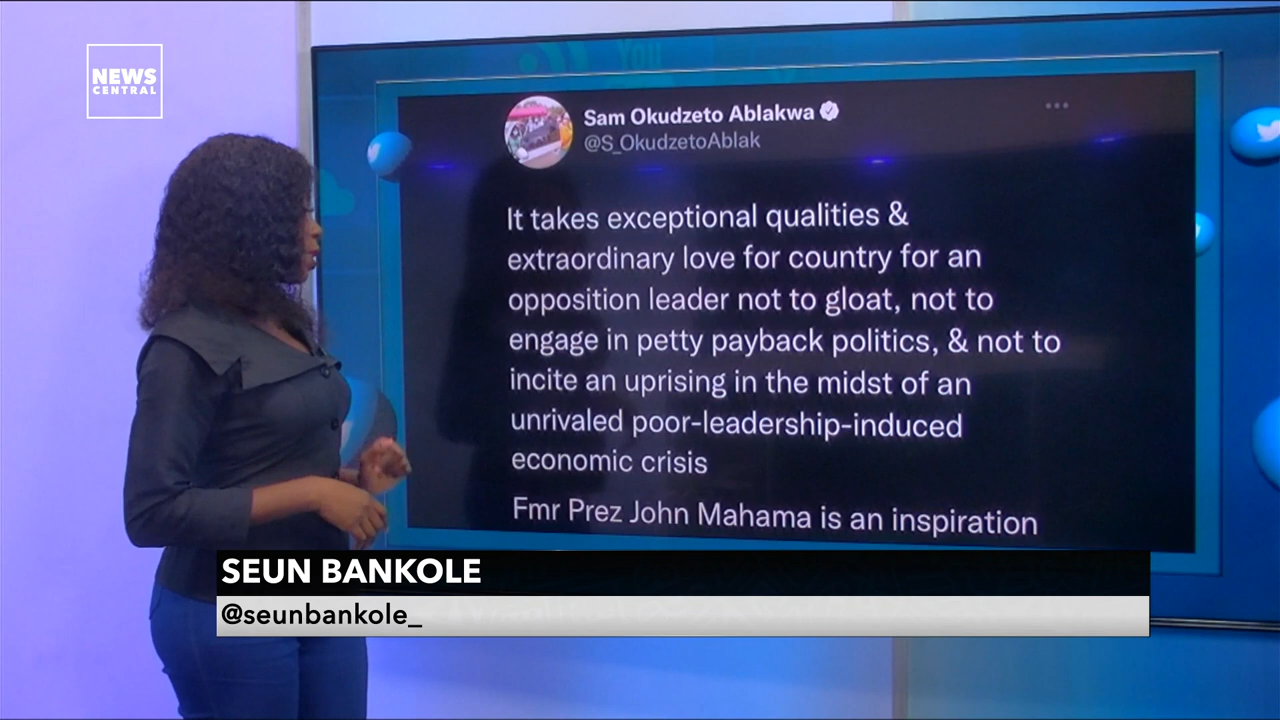 NEWS
CENTRAL
You
Sam Okudzeto Ablakwa
@S_OkudzetoAblak
It takes exceptional qualities &
extraordinary love for country for an
opposition leader not to gloat, not to
engage in petty payback politics, & not to
incite an uprising in the midst of an
unrivaled poor-leadership-induced
economic crisis
Fmr Prez John Mahama is an inspiration
SEUN BANKOLE
@seunbankole_